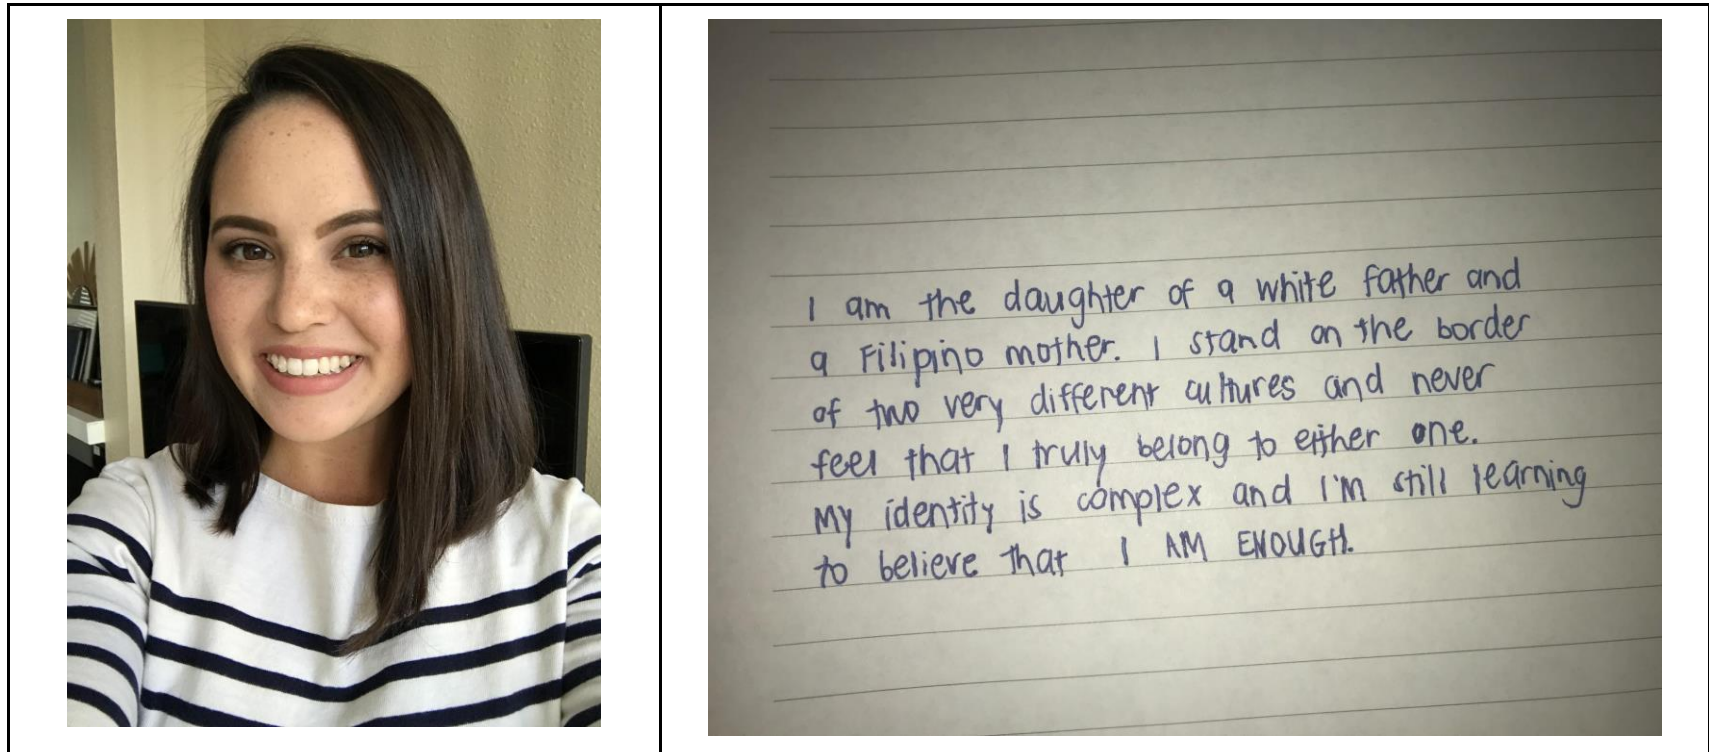 I am the daughter of a white father and
a Filipino mother. I stand on the border
of two very different cultures and never
feel that I truly belong to either one.
My identity is complex and I'm still learning
to believe that I AM ENOUGH.